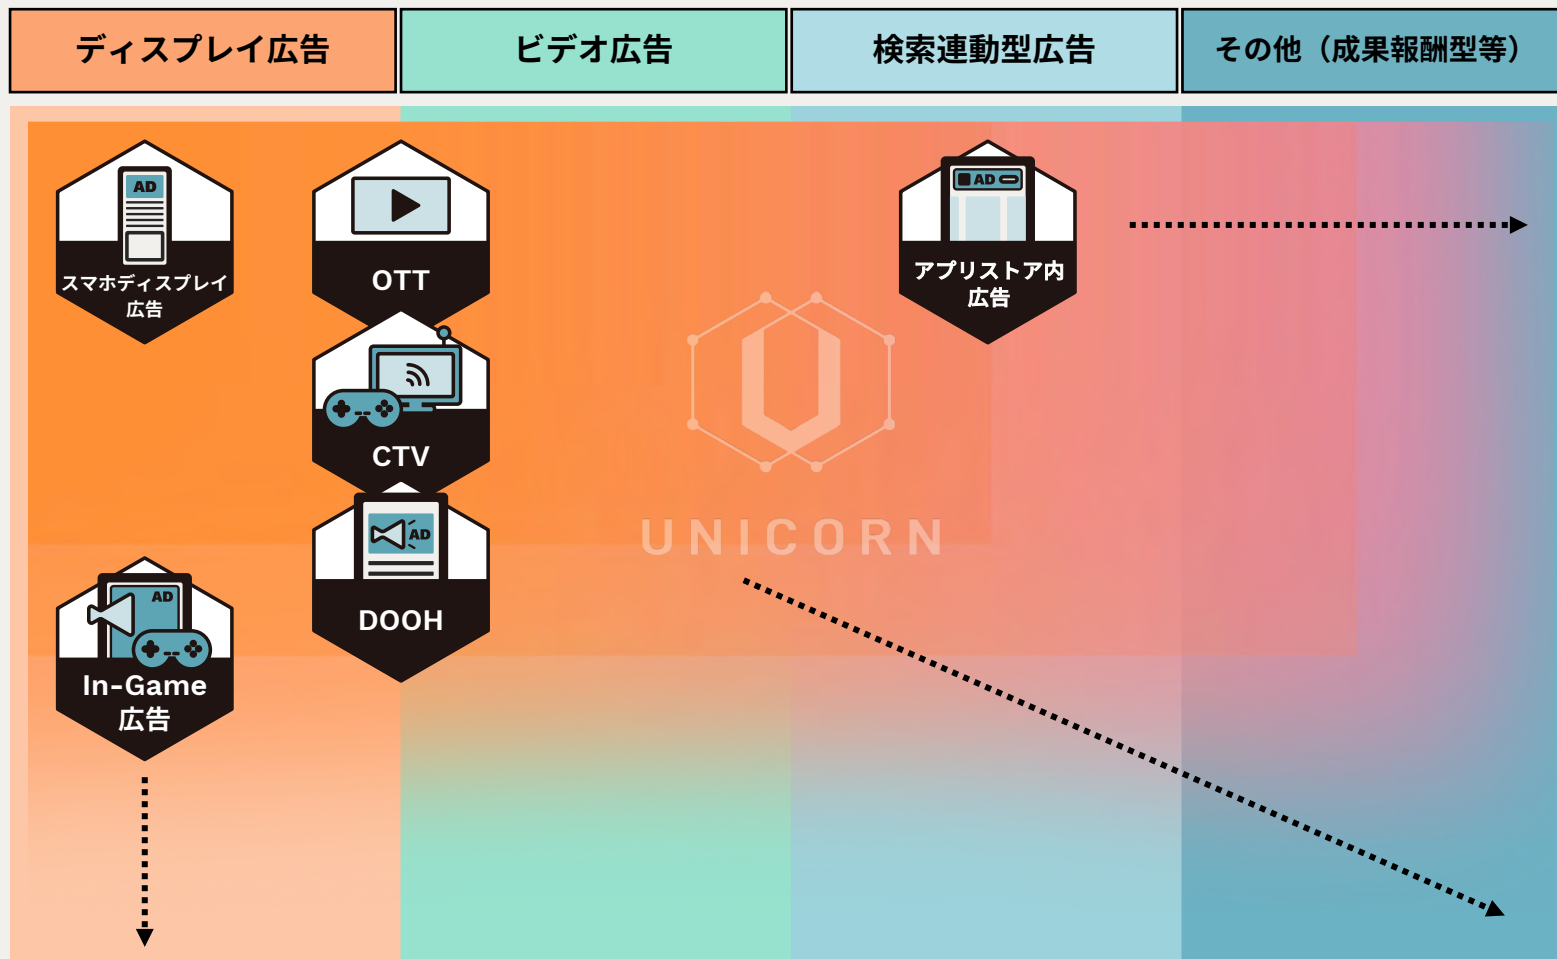 ディスプレイ広告
ビデオ広告
検索連動型広告
その他（成果報酬型等）
AD
スマホディスプレイ
広告
OTT
CTV
AD
DOOH
AD
In-Game
広告
AD
アプリストア内
広告
UNICORN